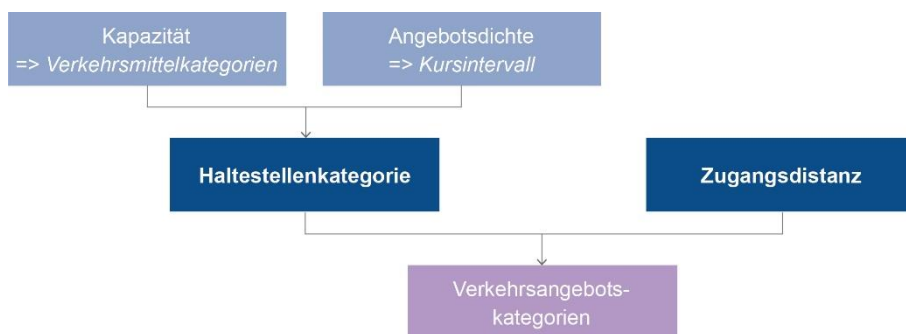 Kapazität
=> Verkehrsmittelkategorien
Angebotsdichte
=> Kursintervall
Haltestellenkategorie
Zugangsdistanz
Verkehrsangebots-
kategorien